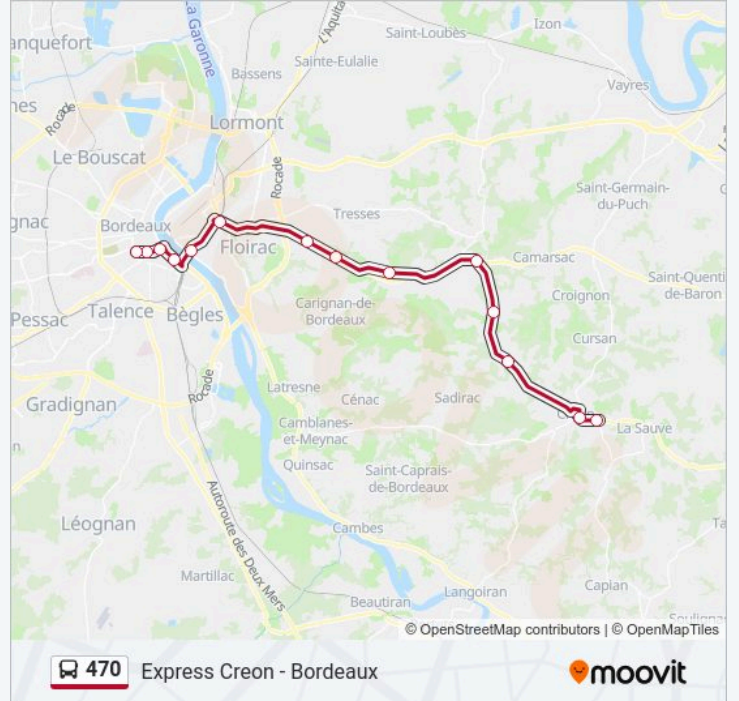 La Garonne
L'Aquita
Izon
anquefort
Saint-Loubès
Sainte-Eulalie
Bassens
Vayres
nes
Rocade
Lormont
Le Bouscat
Rocade
Saint-Germain-
du-Puch
gnac
Bordeaux
Tresses
Floirac
Camarsac
Saint-Quenti
de-Baron
Croignon
Carignan-de-
Bordeaux
Talence
Bègles
Pessac
Cursan
Rocade
Latresne
Cénac
Sadirac
Gradignan
Camblanes-
et-Meynac
La Sauve
n
Quinsac
Saint-Caprais-
de-Bordeaux
Autoroute des Deux Mers
Léognan
Cambes
Ta
Martillac
Langoiran
Capian
Beautiran
© OpenStreetMap contributors | © OpenMapTiles
470
Express Creon - Bordeaux
moovit